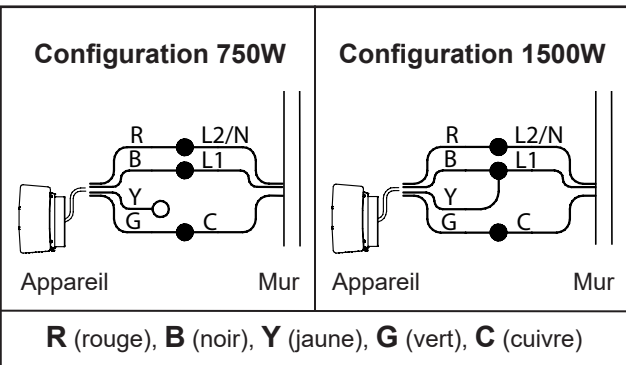 Configuration 750W
R L2/N
B L1
Y
G C
Appareil Mur
Configuration 1500W
R L2/N
B L1
Y
G C
Appareil Mur
R (rouge), B (noir), Y (jaune), G (vert), C (cuivre)